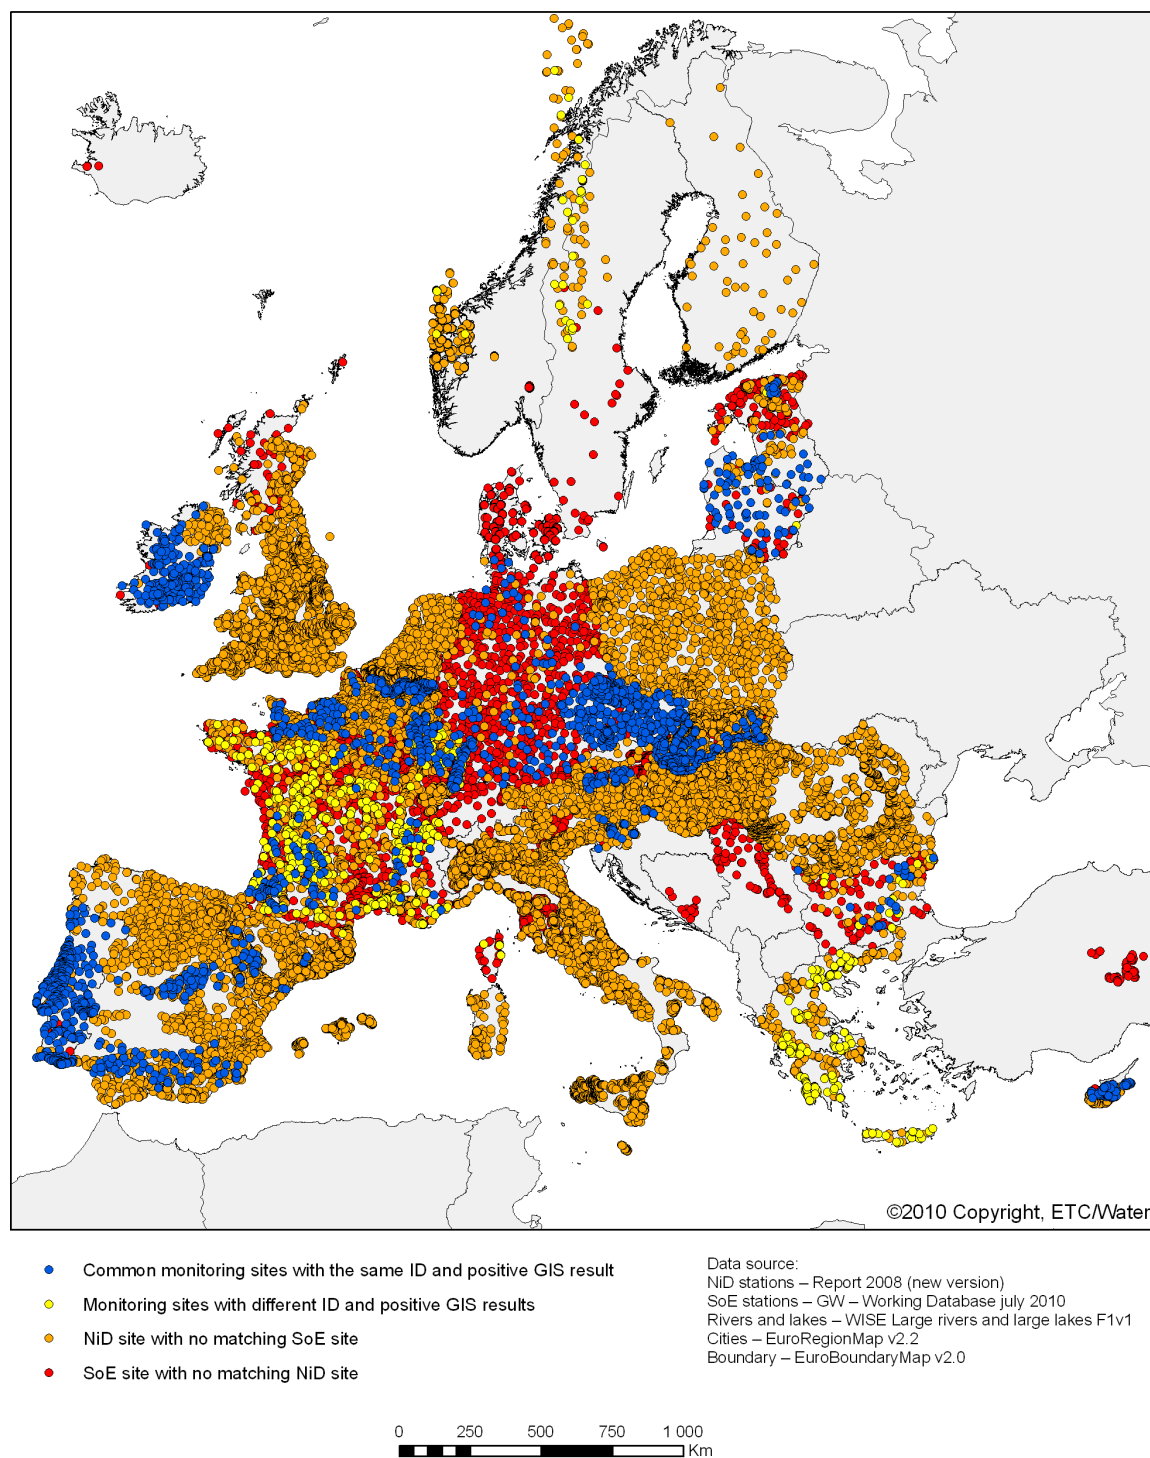 ©2010 Copyright, ETC/Water
Common monitoring sites with the same ID and positive GIS result
Monitoring sites with different ID and positive GIS results
NiD site with no matching SoE site
SoE site with no matching NiD site
Data source:
NiD stations – Report 2008 (new version)
SoE stations – GW – Working Database july 2010
Rivers and lakes – WISE Large rivers and large lakes F1v1
Cities – EuroRegionMap v2.2
Boundary – EuroBoundaryMap v2.0
0 250 500 750 1 000
Km